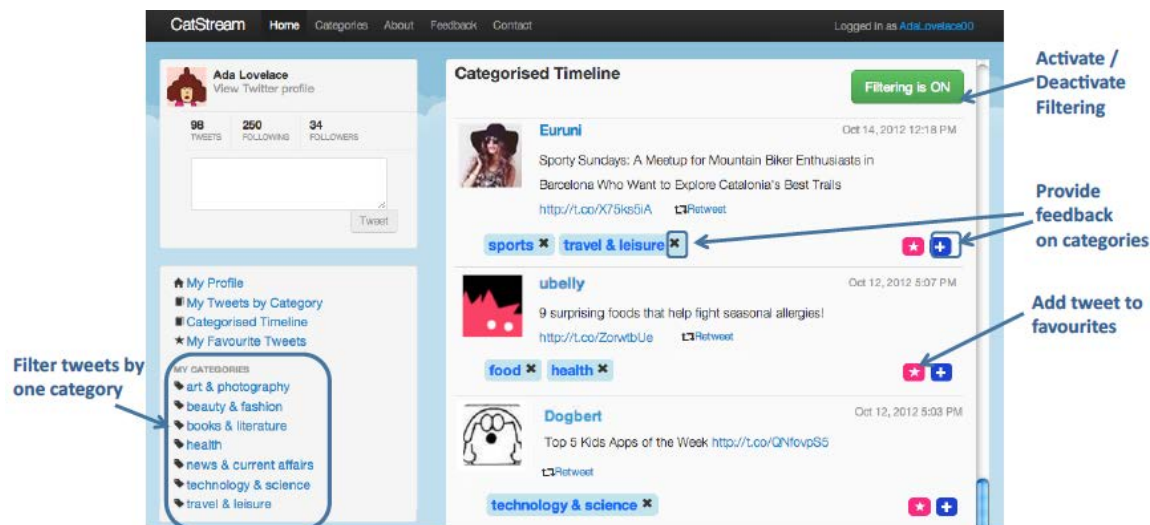 CatStream Home Categories About Feedback Contact Logged in as AdaLovelace00
Ada Lovelace
View Twitter profile
98 250 34
TWEETS FOLLOWING FOLLOWERS
Tweet
My Profile
My Tweets by Category
Categorised Timeline
My Favourite Tweets
MY CATEGORIES
art & photography
beauty & fashion
books & literature
health
news & current affairs
technology & science
travel & leisure
Filter tweets by
one category
Categorised Timeline
Filtering is ON
Activate /
Deactivate
Filtering
Euruni Oct 14, 2012 12:18 PM
Sporty Sundays: A Meetup for Mountain Biker Enthusiasts in
Barcelona Who Want to Explore Catalonia's Best Trails
http://t.co/X75ks5iA Retweet
sports travel & leisure
Provide
feedback
on categories
ubelly Oct 12, 2012 5:07 PM
9 surprising foods that help fight seasonal allergies!
http://t.co/ZorwtbUe Retweet
food health
Add tweet to
favourites
Dogbert Oct 12, 2012 5:03 PM
Top 5 Kids Apps of the Week http://t.co/QNfovpS5
Retweet
technology & science